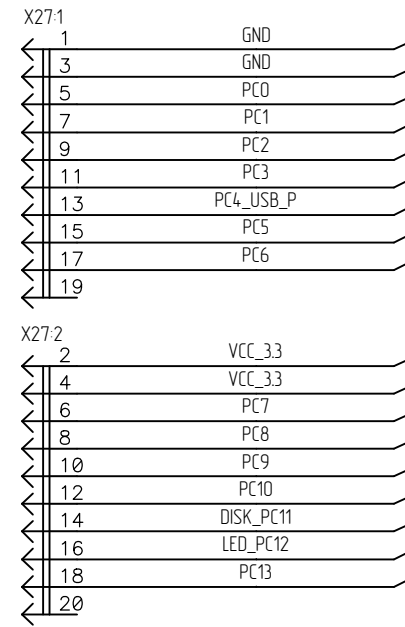 X27:1
1 GND
3 GND
5 PC0
7 PC1
9 PC2
11 PC3
13 PC4_USB_P
15 PC5
17 PC6
19
X27:2
2 VCC_3.3
4 VCC_3.3
6 PC7
8 PC8
10 PC9
12 PC10
14 DISK_PC11
16 LED_PC12
18 PC13
20